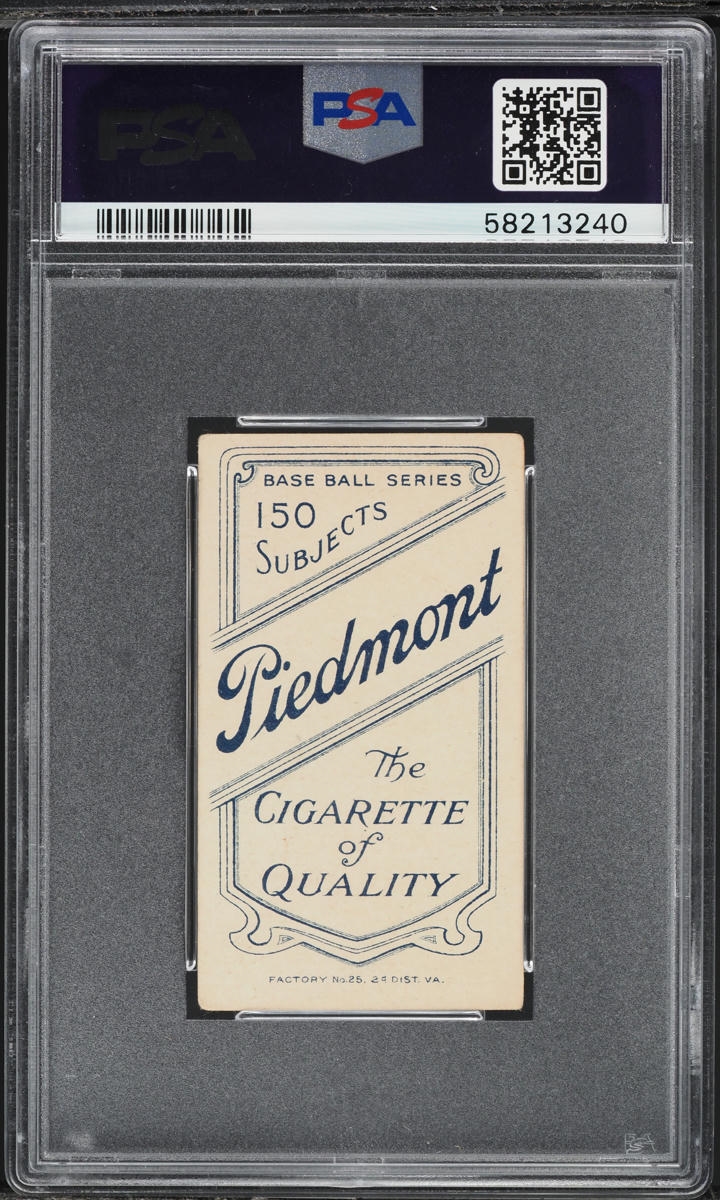 PSA
PSA
58213240
BASE BALL SERIES
150
SUBJECTS
Piedmont
The
CIGARETTE
of
QUALITY
FACTORY No.25, 2d DIST. VA.
PSA